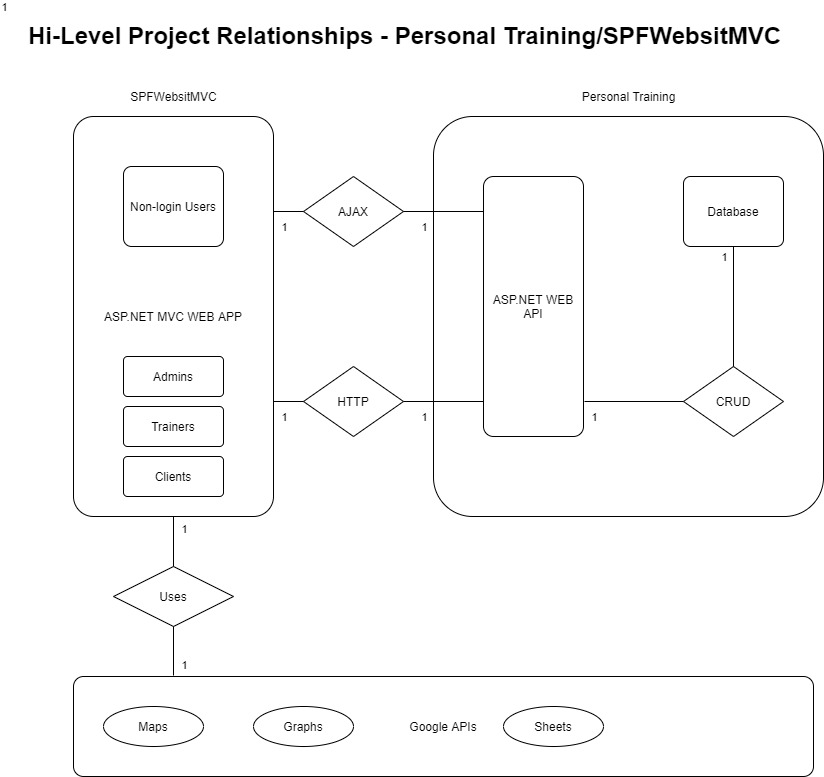 1
Hi-Level Project Relationships - Personal Training/SPFWebsitMVC
SPFWebsitMVC
Personal Training
Non-login Users
AJAX
Database
1
1
1
ASP.NET WEB
API
ASP.NET MVC WEB APP
Admins
HTTP
CRUD
1
1
1
Trainers
Clients
1
Uses
1
Maps
Graphs
Google APIs
Sheets